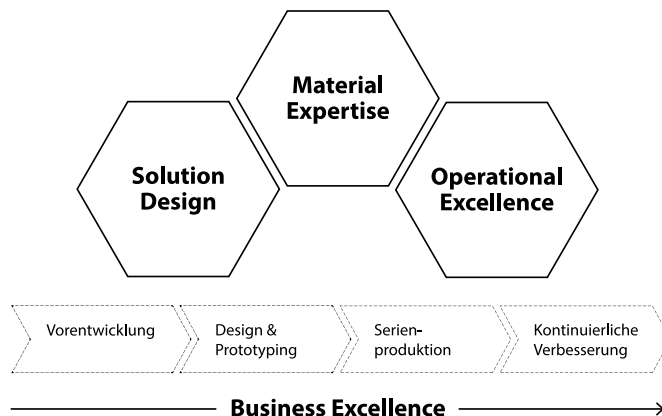 Material
Expertise
Solution
Design
Operational
Excellence
Vorentwicklung
Design &
Prototyping
Serien-
produktion
Kontinuierliche
Verbesserung
Business Excellence